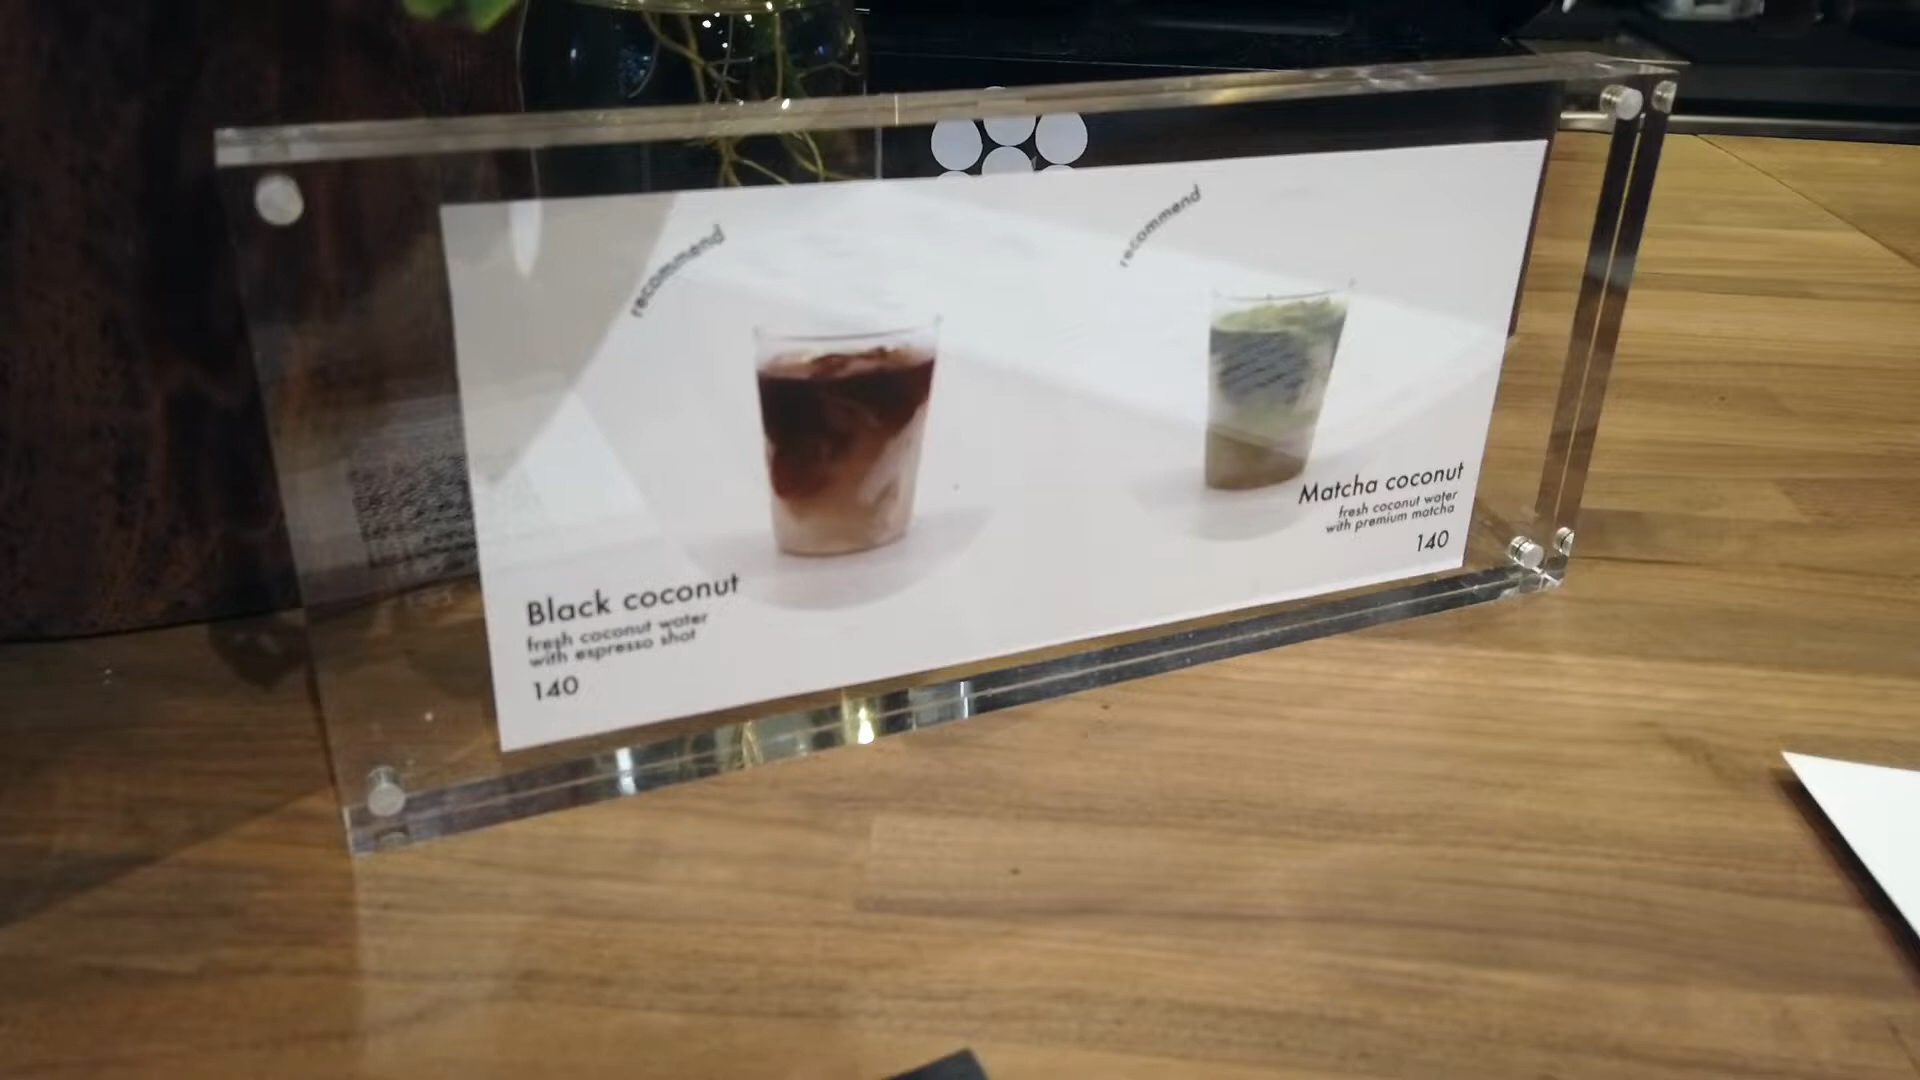 recommend
Black coconut
fresh coconut water
with espresso shot
140
recommend
Matcha coconut
fresh coconut water
with premium matcha
140